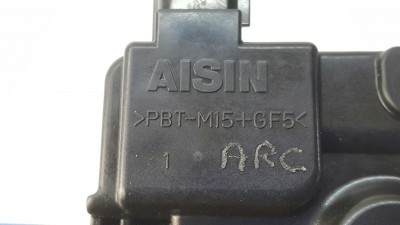 AISIN
>PBT-M15+GF5<
1 ARC